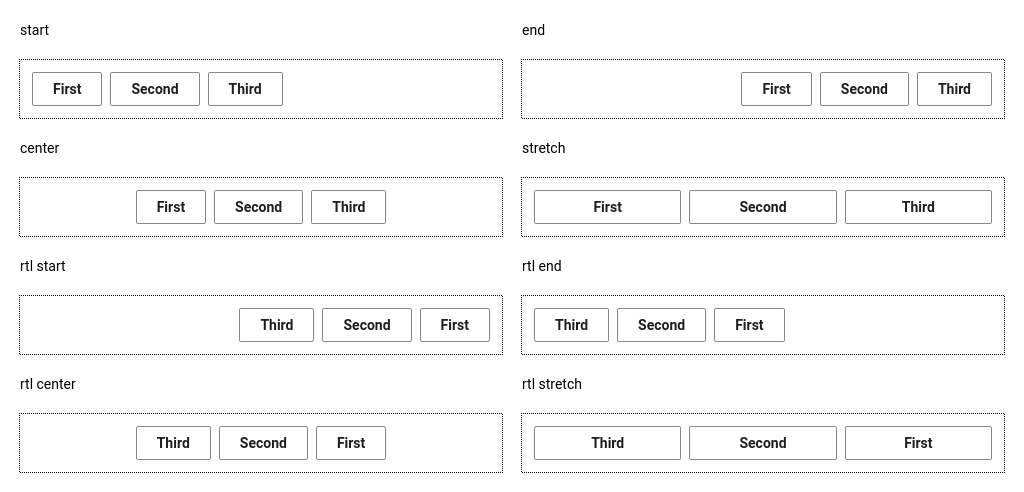 start
First Second Third
end
First Second Third
center
First Second Third
stretch
First Second Third
rtl start
Third Second First
rtl end
Third Second First
rtl center
Third Second First
rtl stretch
Third Second First